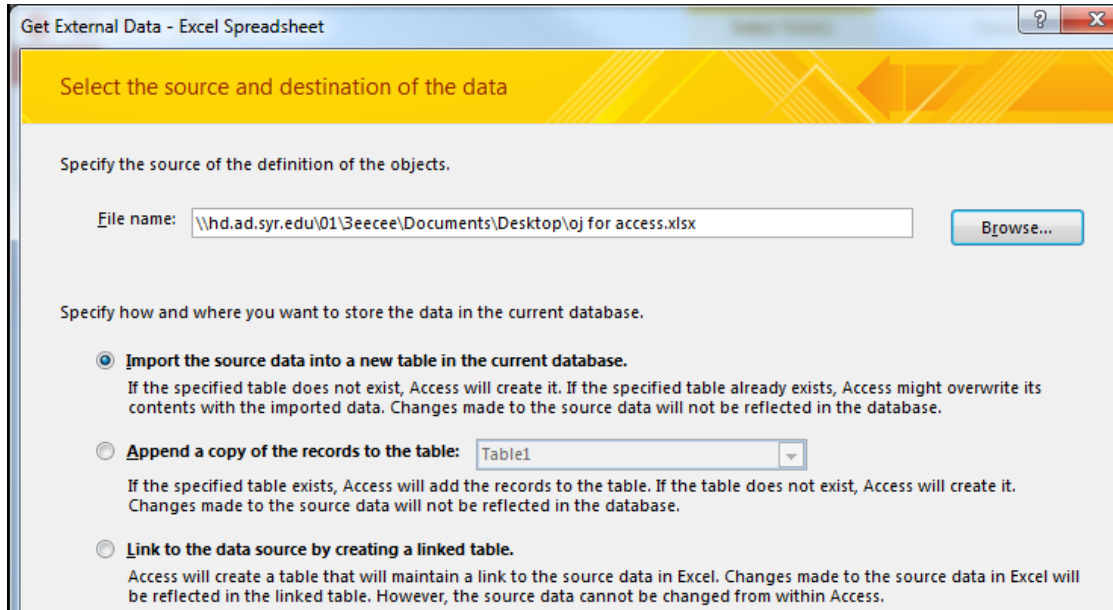 Get External Data - Excel Spreadsheet
Select the source and destination of the data
Specify the source of the definition of the objects.
File name: \\hd.ad.syr.edu\01\3eecee\Documents\Desktop\oj for access.xlsx Browse...
Specify how and where you want to store the data in the current database.
Import the source data into a new table in the current database.
If the specified table does not exist, Access will create it. If the specified table already exists, Access might overwrite its
contents with the imported data. Changes made to the source data will not be reflected in the database.
Append a copy of the records to the table: Table1
If the specified table exists, Access will add the records to the table. If the table does not exist, Access will create it.
Changes made to the source data will not be reflected in the database.
Link to the data source by creating a linked table.
Access will create a table that will maintain a link to the source data in Excel. Changes made to the source data in Excel will
be reflected in the linked table. However, the source data cannot be changed from within Access.